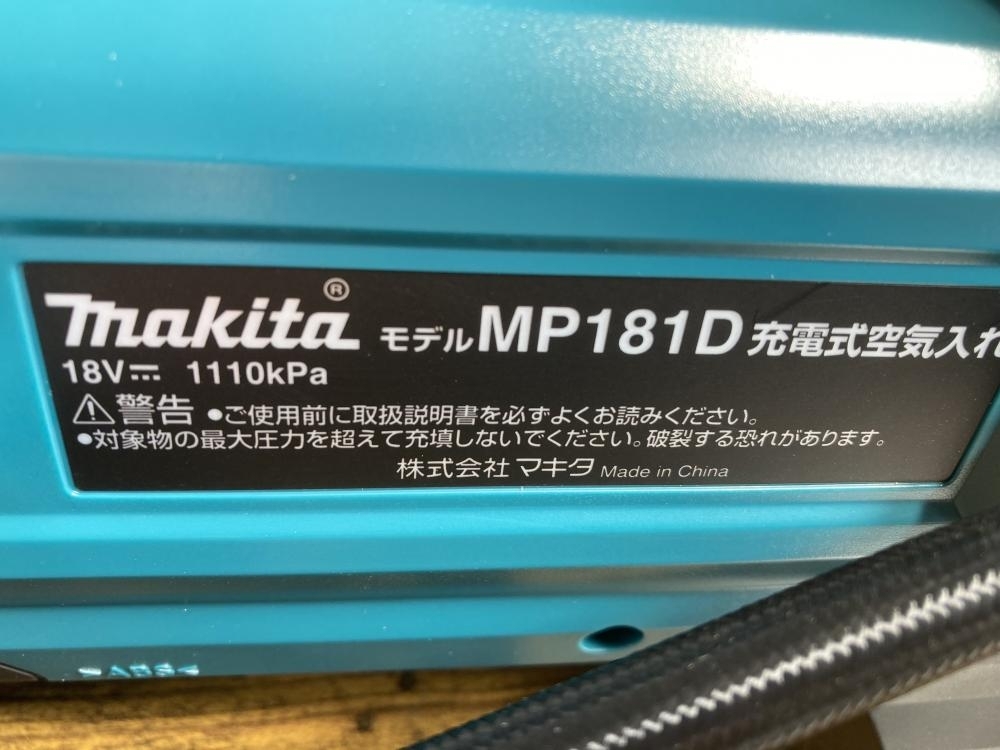 makita® モデル MP181D 充電式空気入れ
18V⎓ 1110kPa
⚠警告 ●ご使用前に取扱説明書を必ずよくお読みください。
●対象物の最大圧力を超えて充填しないでください。破裂する恐れがあります。
株式会社 マキタ Made in China
>ABS<